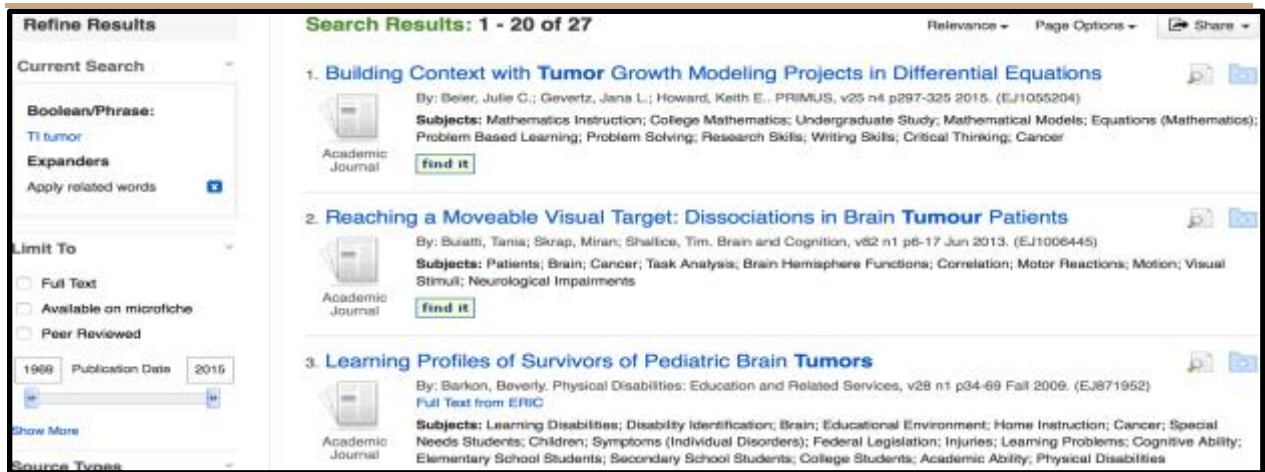 Refine Results
Current Search
Boolean/Phrase:
TI tumor
Expanders
Apply related words
Limit To
Full Text
Available on microfiche
Peer Reviewed
1969 Publication Date 2015
Show More
Source Types
Search Results: 1 - 20 of 27
Relevance
Page Options
Share
1. Building Context with Tumor Growth Modeling Projects in Differential Equations
By: Beier, Julie C.; Gevertz, Jana L.; Howard, Keith E.. PRIMUS, v25 n4 p297-325 2015. (EJ1055204)
Subjects: Mathematics Instruction; College Mathematics; Undergraduate Study; Mathematical Models; Equations (Mathematics);
Problem Based Learning; Problem Solving; Research Skills; Writing Skills; Critical Thinking; Cancer
Academic
Journal
find it
2. Reaching a Moveable Visual Target: Dissociations in Brain Tumour Patients
By: Buiatti, Tania; Skrap, Miran; Shallice, Tim. Brain and Cognition, v82 n1 p6-17 Jun 2013. (EJ1006445)
Subjects: Patients; Brain; Cancer; Task Analysis; Brain Hemisphere Functions; Correlation; Motor Reactions; Motion; Visual
Stimuli; Neurological Impairments
Academic
Journal
find it
3. Learning Profiles of Survivors of Pediatric Brain Tumors
By: Barkon, Beverly. Physical Disabilities: Education and Related Services, v28 n1 p34-69 Fall 2009. (EJ871952)
Full Text from ERIC
Subjects: Learning Disabilities; Disability Identification; Brain; Educational Environment; Home Instruction; Cancer; Special
Needs Students; Children; Symptoms (Individual Disorders); Federal Legislation; Injuries; Learning Problems; Cognitive Ability;
Elementary School Students; Secondary School Students; College Students; Academic Ability; Physical Disabilities
Academic
Journal